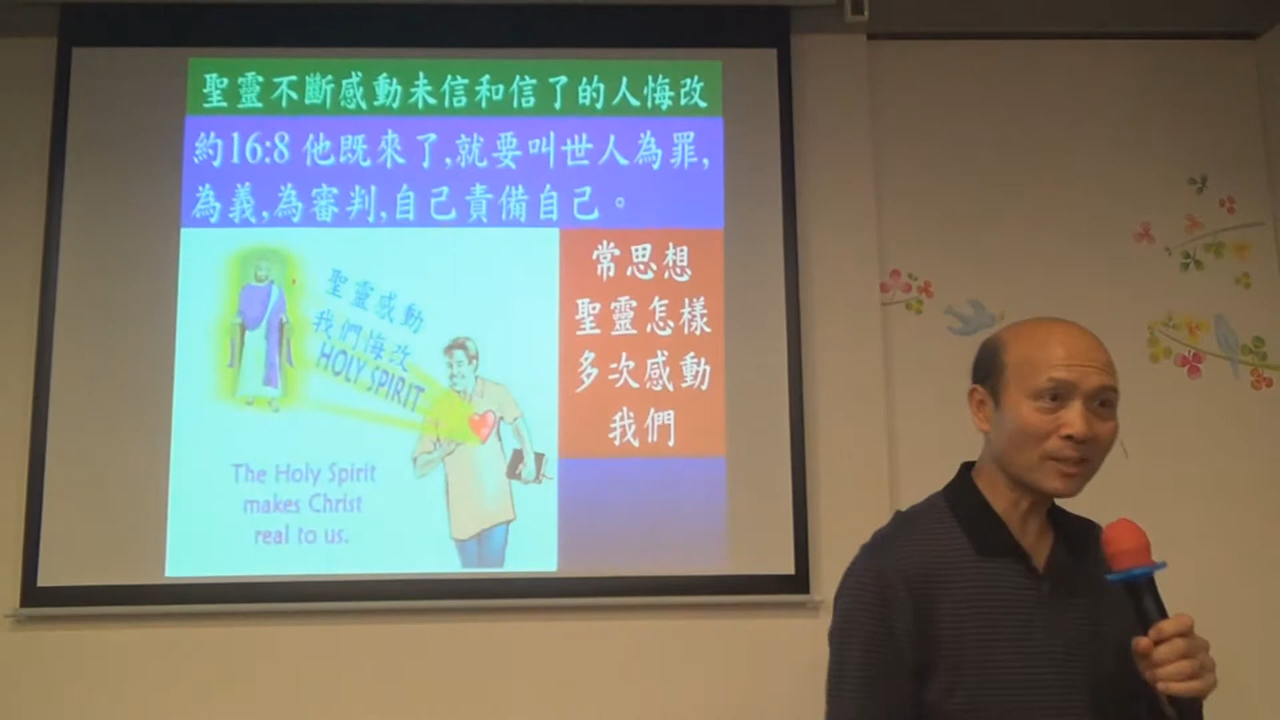 聖靈不斷感動未信和信了的人悔改
約16:8 他既來了,就要叫世人為罪,
為義,為審判,自己責備自己。
聖靈感動
我們悔改
HOLY SPIRIT
The Holy Spirit
makes Christ
real to us.
常思想
聖靈怎樣
多次感動
我們